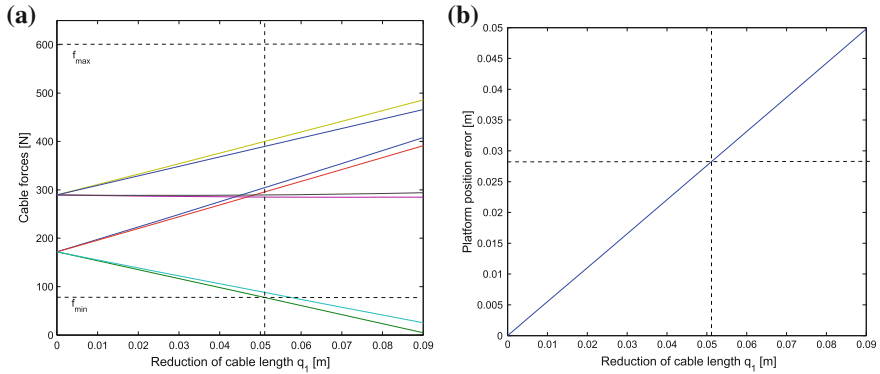 (a)
600
500
400
300
200
100
0
f_max
f_min
Cable forces [N]
0 0.01 0.02 0.03 0.04 0.05 0.06 0.07 0.08 0.09
Reduction of cable length q_1 [m]
(b)
0.05
0.045
0.04
0.035
0.03
0.025
0.02
0.015
0.01
0.005
0
Platform position error [m]
0 0.01 0.02 0.03 0.04 0.05 0.06 0.07 0.08 0.09
Reduction of cable length q_1 [m]